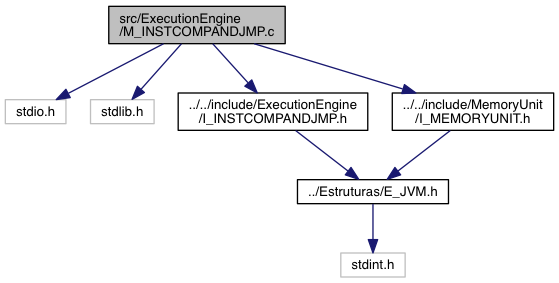 src/ExecutionEngine
/M_INSTCOMPANDJMP.c
stdio.h
stdlib.h
../../include/ExecutionEngine
/I_INSTCOMPANDJMP.h
../../include/MemoryUnit
/I_MEMORYUNIT.h
../Estruturas/E_JVM.h
stdint.h